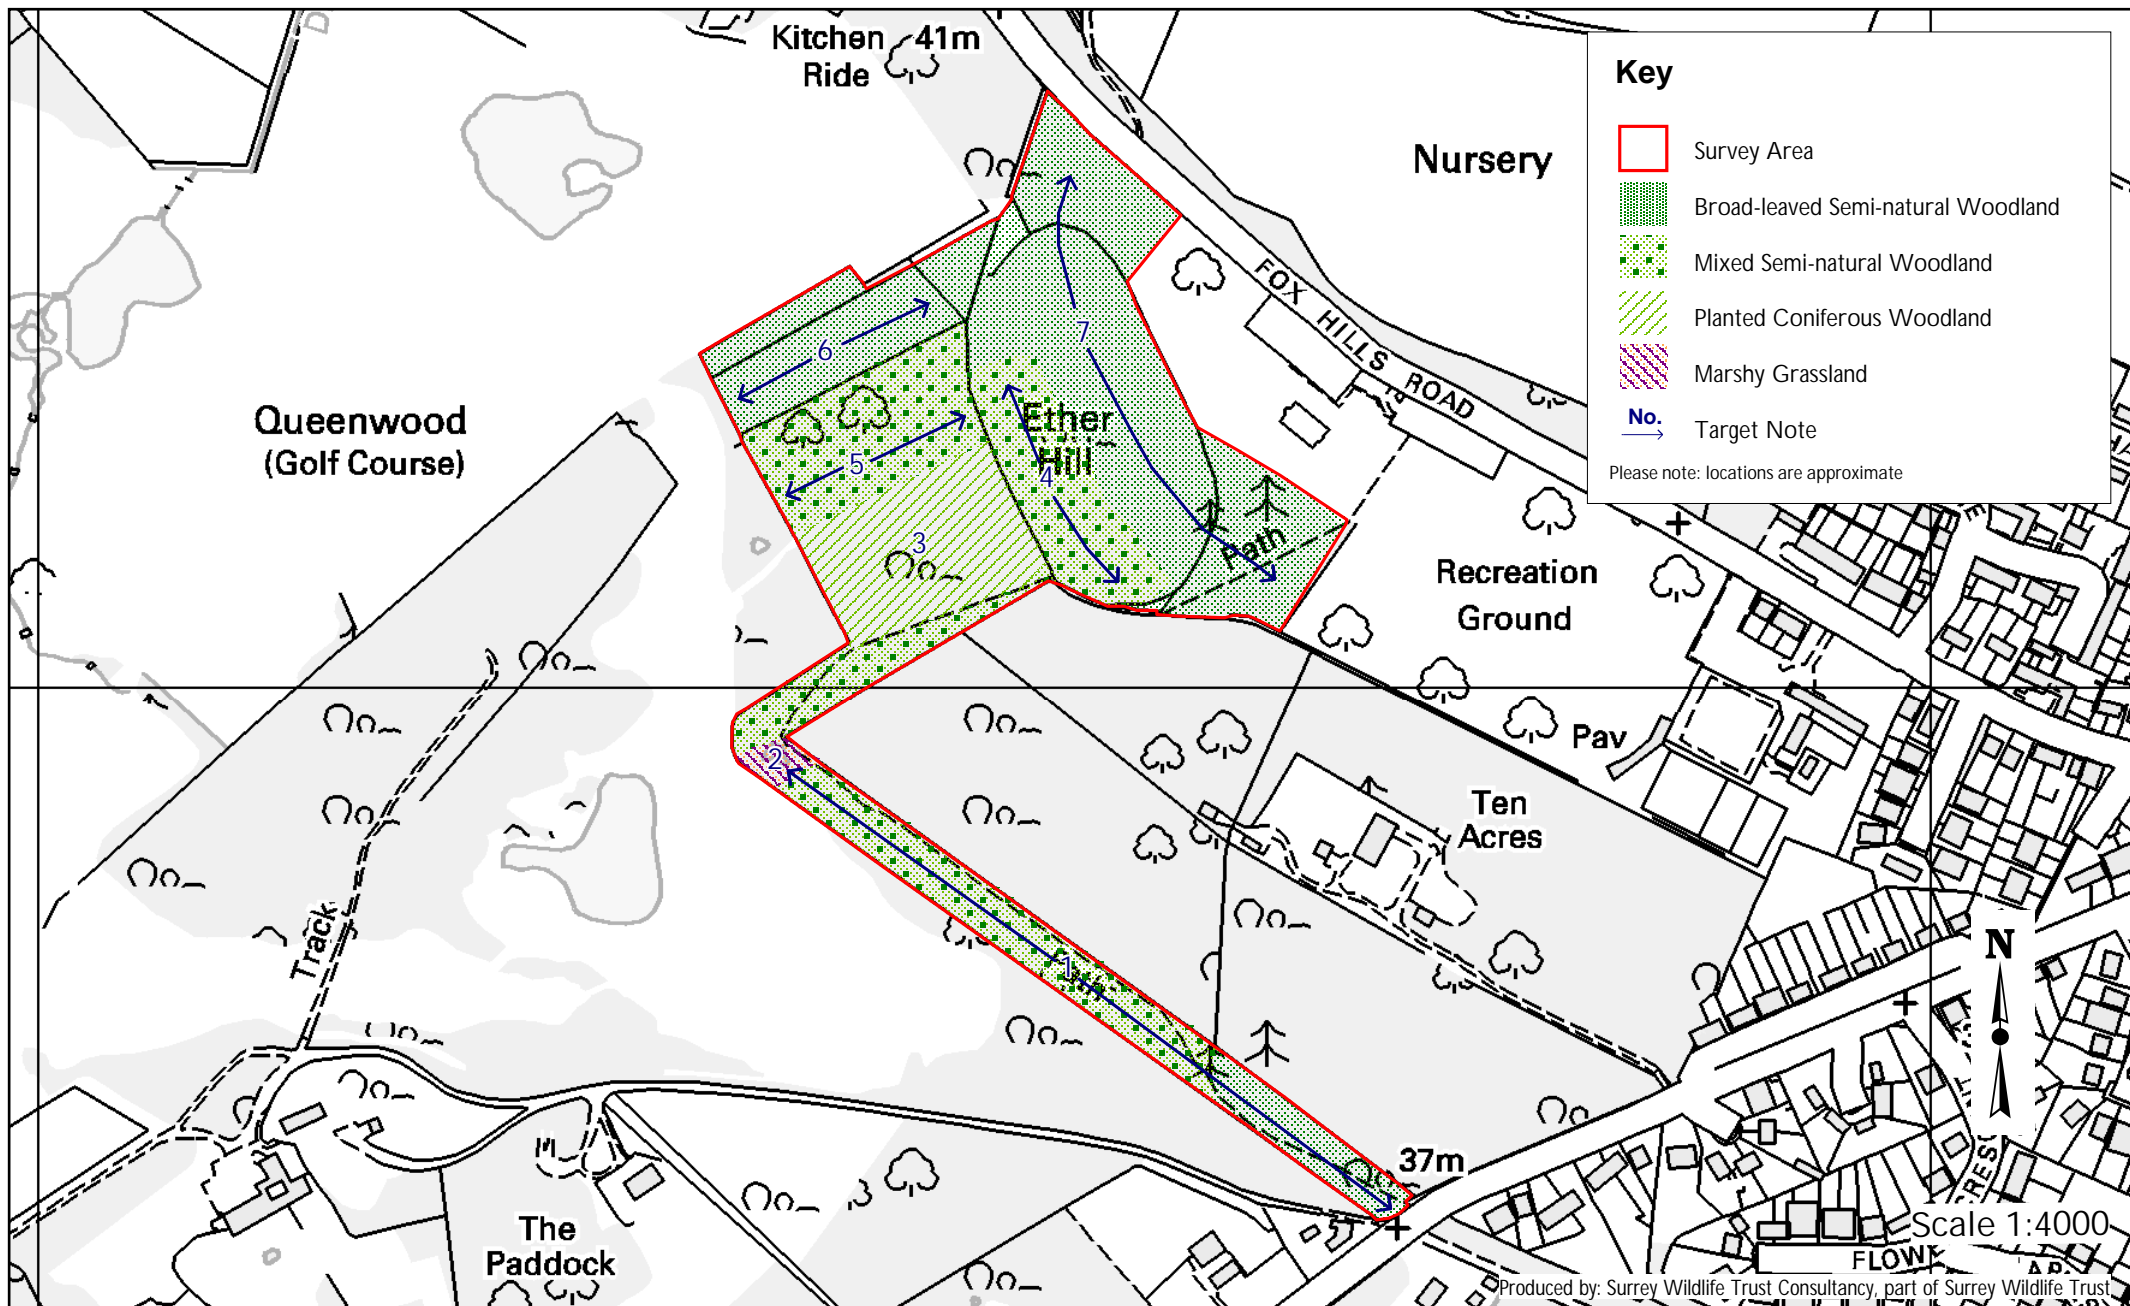 Kitchen 41m
Ride
Nursery
Key
Survey Area
Broad-leaved Semi-natural Woodland
Mixed Semi-natural Woodland
Planted Coniferous Woodland
Marshy Grassland
No.
Target Note
Please note: locations are approximate
FOX HILLS ROAD
7
6
Queenwood
(Golf Course)
Ether
Hill
5
4
3
Path
Recreation
Ground
Pav
2
Ten
Acres
Track
1
Path
N
37m
The
Paddock
Scale 1:4000
Produced by: Surrey Wildlife Trust Consultancy, part of Surrey Wildlife Trust